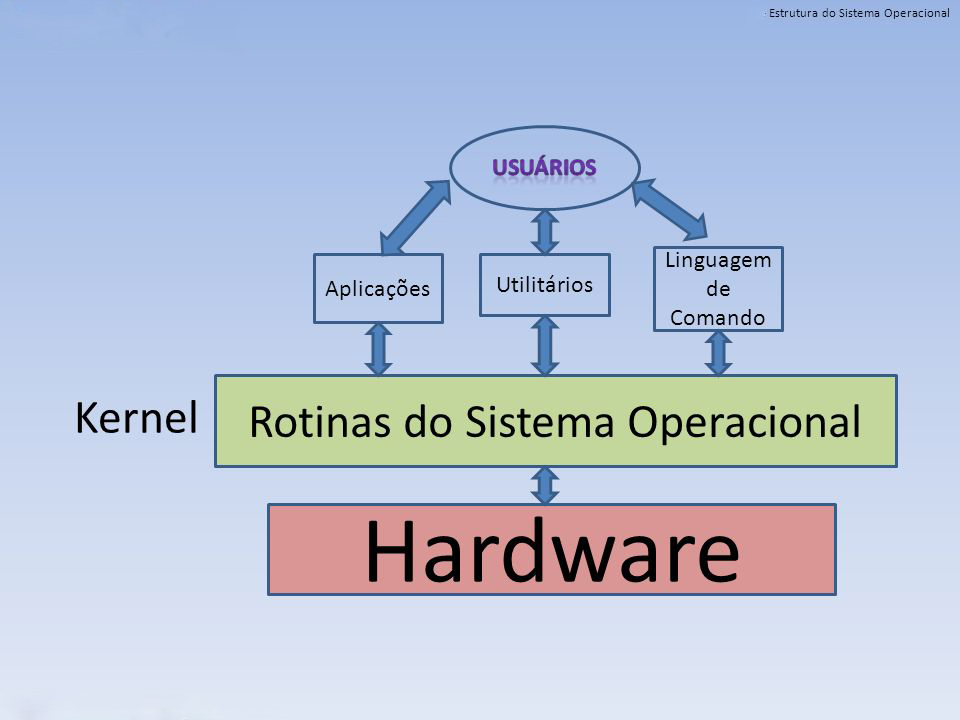 : Estrutura do Sistema Operacional
USUÁRIOS
Aplicações
Utilitários
Linguagem
de
Comando
Kernel
Rotinas do Sistema Operacional
Hardware